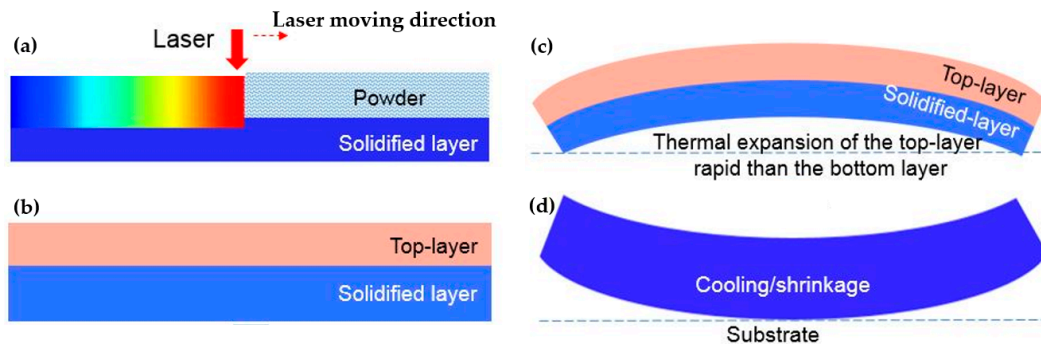 (a)
Laser
Laser moving direction
Powder
Solidified layer
(b)
Top-layer
Solidified layer
(c)
Top-layer
Solidified-layer
Thermal expansion of the top-layer
rapid than the bottom layer
(d)
Cooling/shrinkage
Substrate